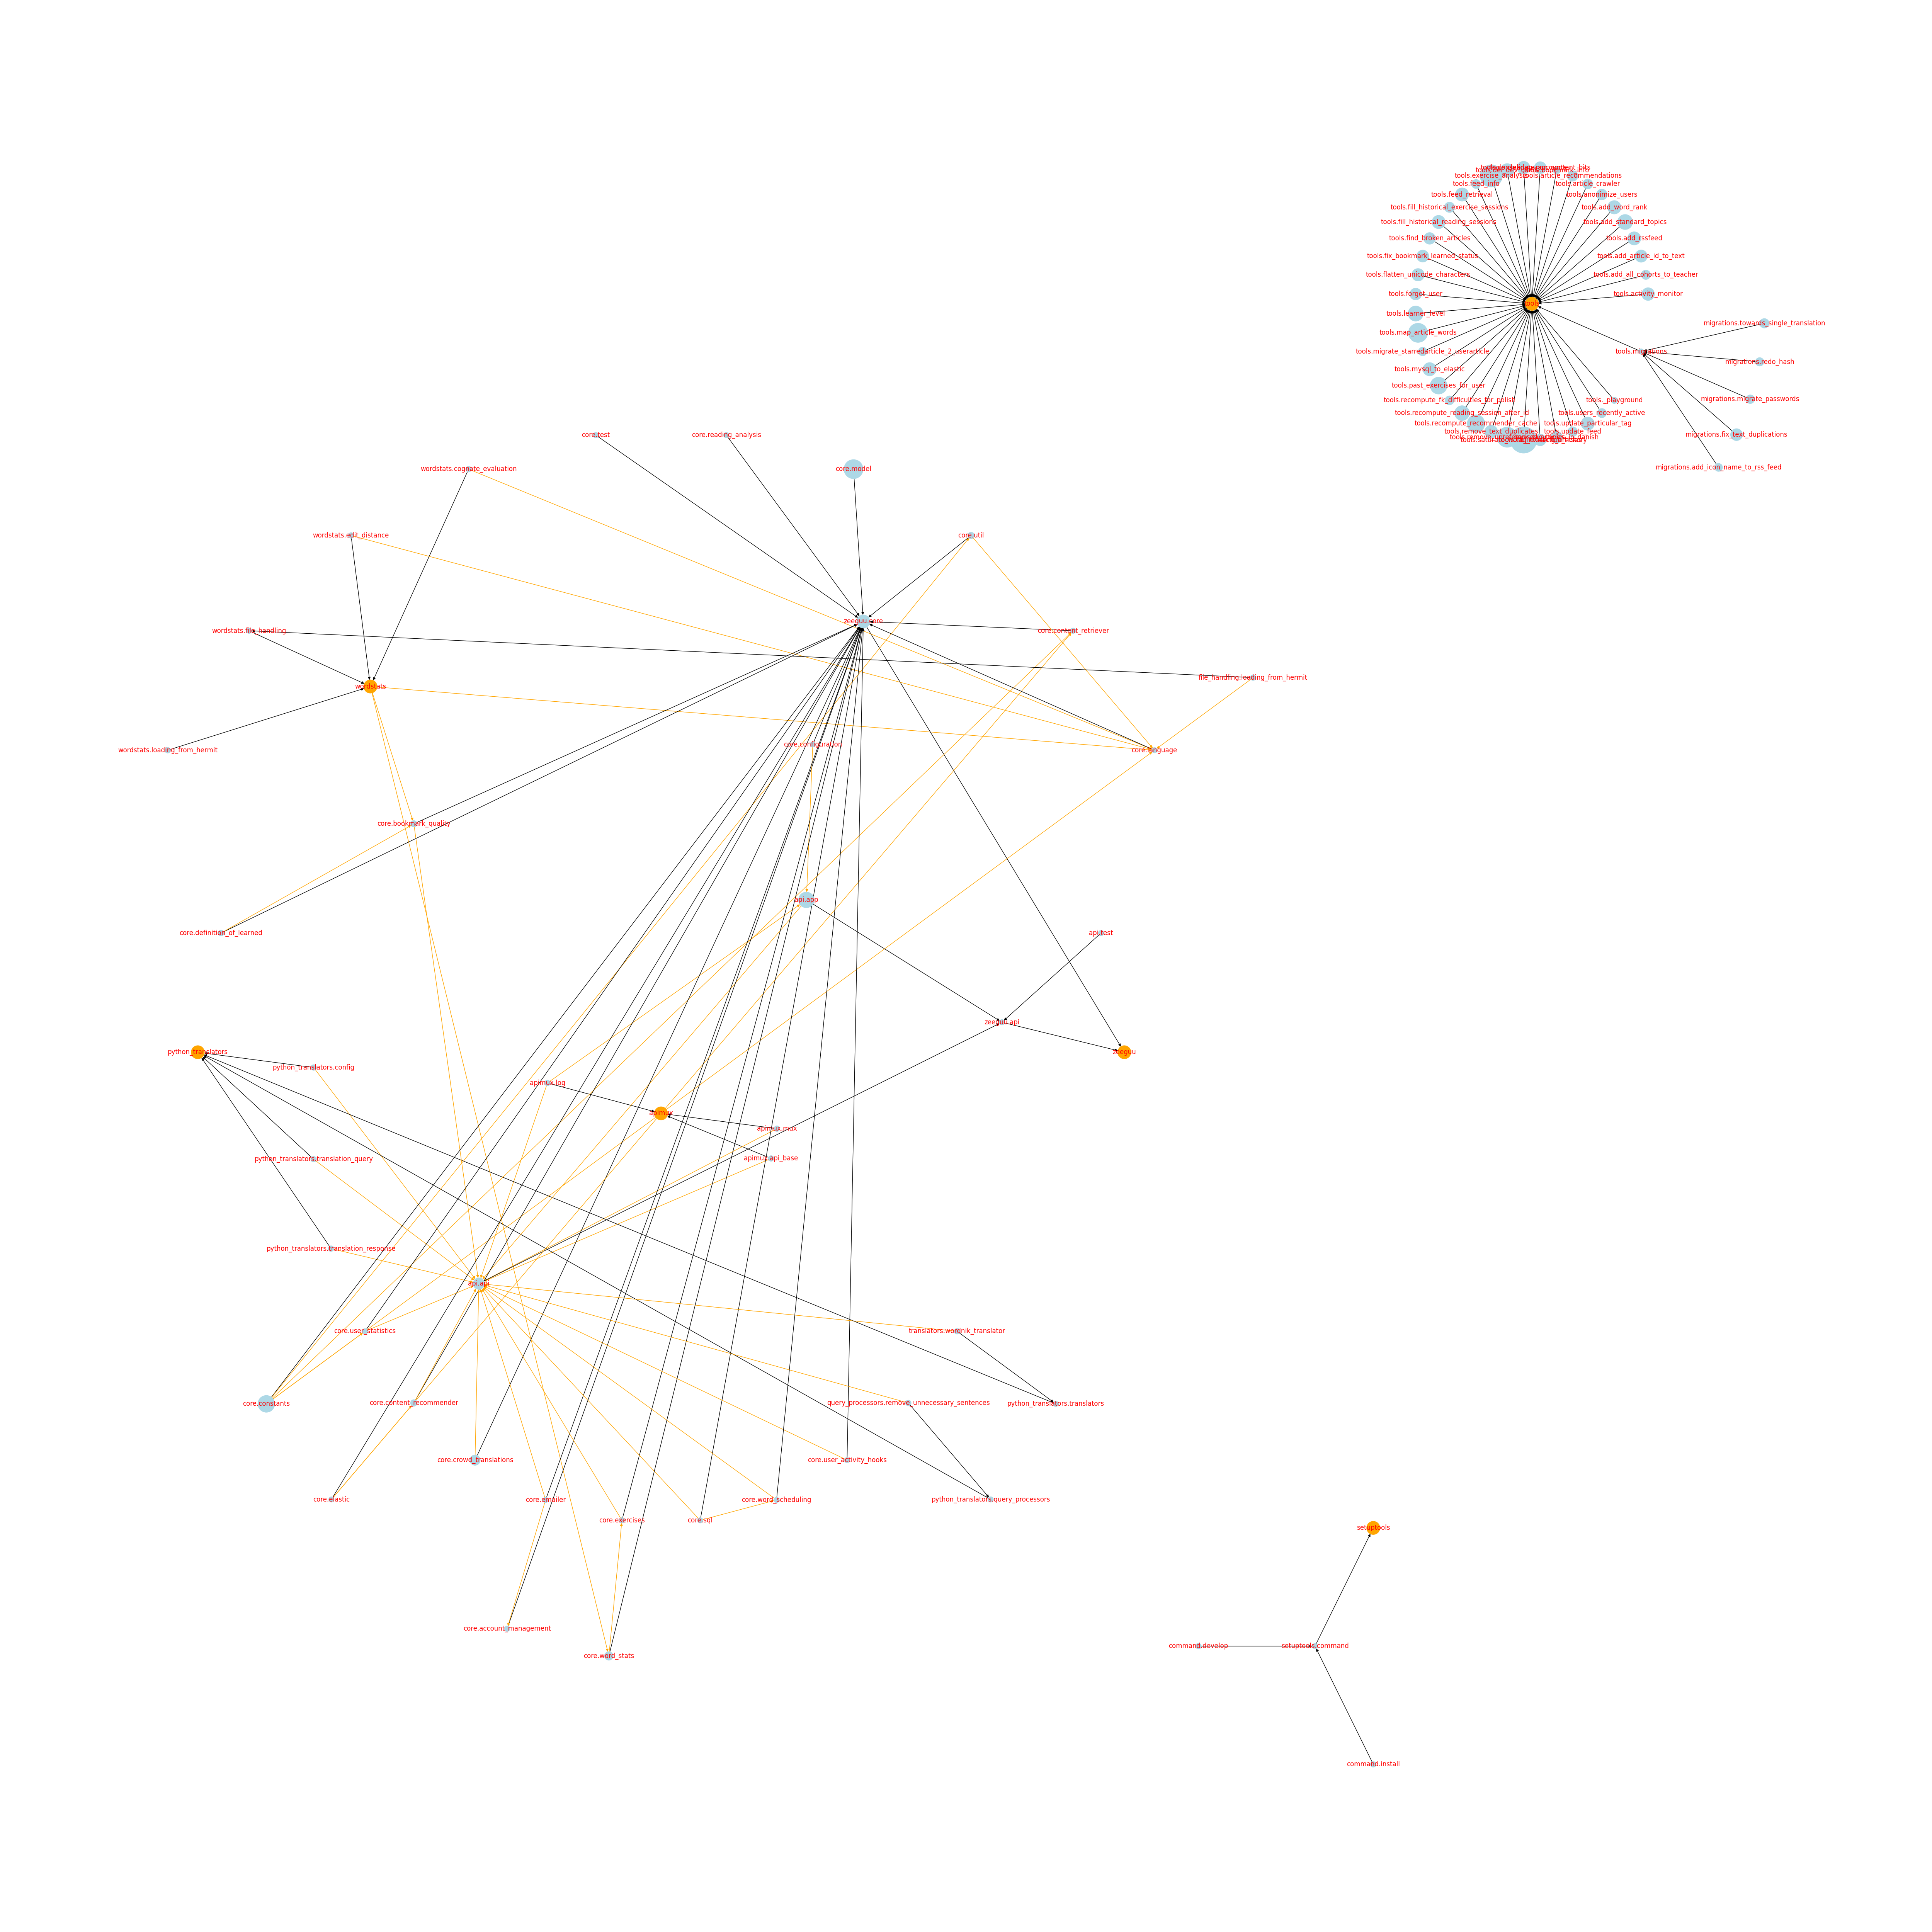 tools.article_recommendations
tools.exercise_analysis
tools.feed_info
tools.article_crawler
tools.feed_retrieval
tools.anonimize_users
tools.fill_historical_exercise_sessions
tools.add_word_rank
tools.fill_historical_reading_sessions
tools.add_standard_topics
tools.find_broken_articles
tools.add_rssfeed
tools.fix_bookmark_learned_status
tools.add_article_id_to_text
tools.flatten_unicode_characters
tools.add_all_cohorts_to_teacher
tools.forget_user
tools.activity_monitor
tools
tools.learner_level
migrations.towards_single_translation
tools.map_article_words
tools.migrate_starredarticle_2_userarticle
tools.migrations
migrations.redo_hash
tools.mysql_to_elastic
tools.past_exercises_for_user
migrations.migrate_passwords
tools.recompute_fk_difficulties_for_polish
tools._playground
tools.recompute_reading_session_after_id
tools.users_recently_active
tools.recompute_recommender_cache
tools.update_particular_tag
tools.remove_text_duplicates
tools.update_feed
migrations.fix_text_duplications
core.test
core.reading_analysis
wordstats.cognate_evaluation
core.model
migrations.add_icon_name_to_rss_feed
wordstats.edit_distance
core.util
zeeguu.core
wordstats.file_handling
core.content_retriever
file_handling.loading_from_hermit
wordstats
core.configuration
wordstats.loading_from_hermit
core.language
core.bookmark_quality
api.app
core.definition_of_learned
api.test
zeeguu.api
python_translators
zeeguu
python_translators.config
apimux.log
apimux
apimux.mux
python_translators.translation_query
apimux.api_base
python_translators.translation_response
api.api
core.user_statistics
translators.wordnik_translator
core.constants
core.content_recommender
query_processors.remove_unnecessary_sentences
python_translators.translators
core.crowd_translations
core.user_activity_hooks
core.elastic
core.emailer
core.word_scheduling
python_translators.query_processors
core.exercises
core.sql
setuptools
core.account_management
core.word_stats
command.develop
setuptools.command
command.install